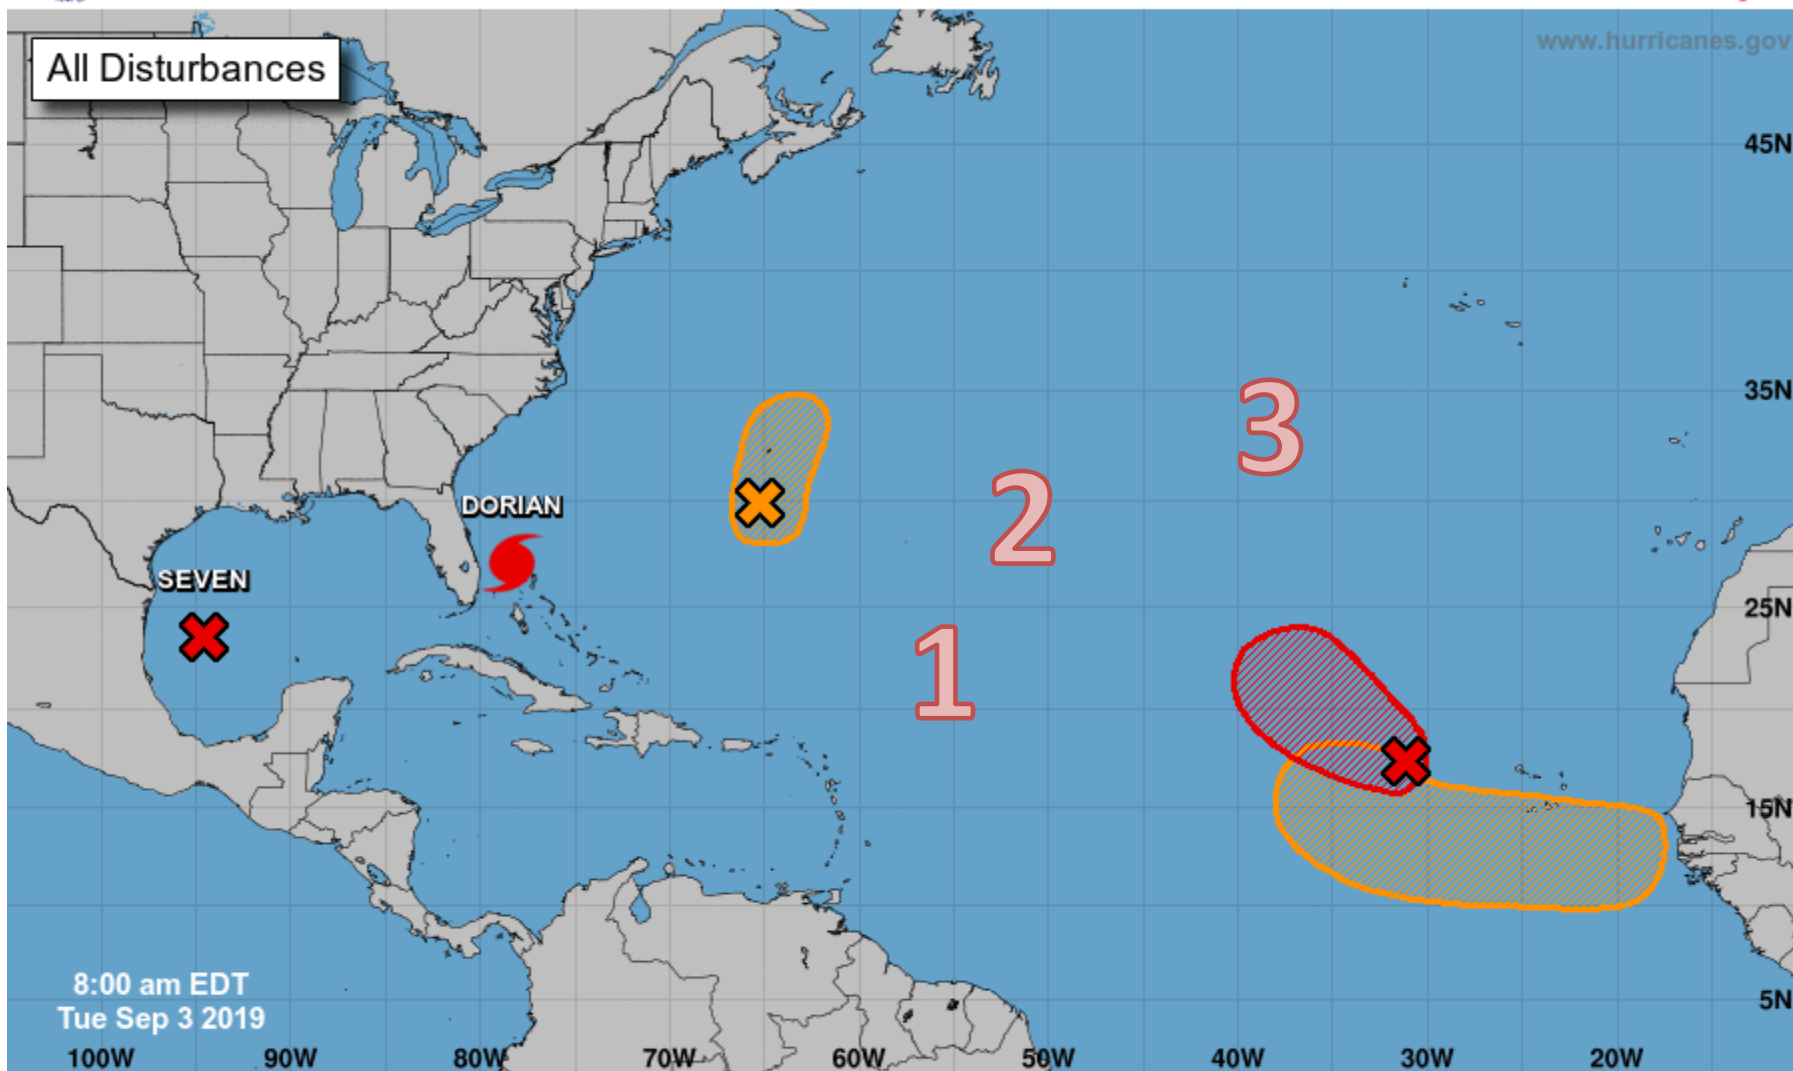 All Disturbances
www.hurricanes.gov
45N
35N
3
2
DORIAN
SEVEN
25N
1
15N
8:00 am EDT
Tue Sep 3 2019
5N
100W 90W 80W 70W 60W 50W 40W 30W 20W